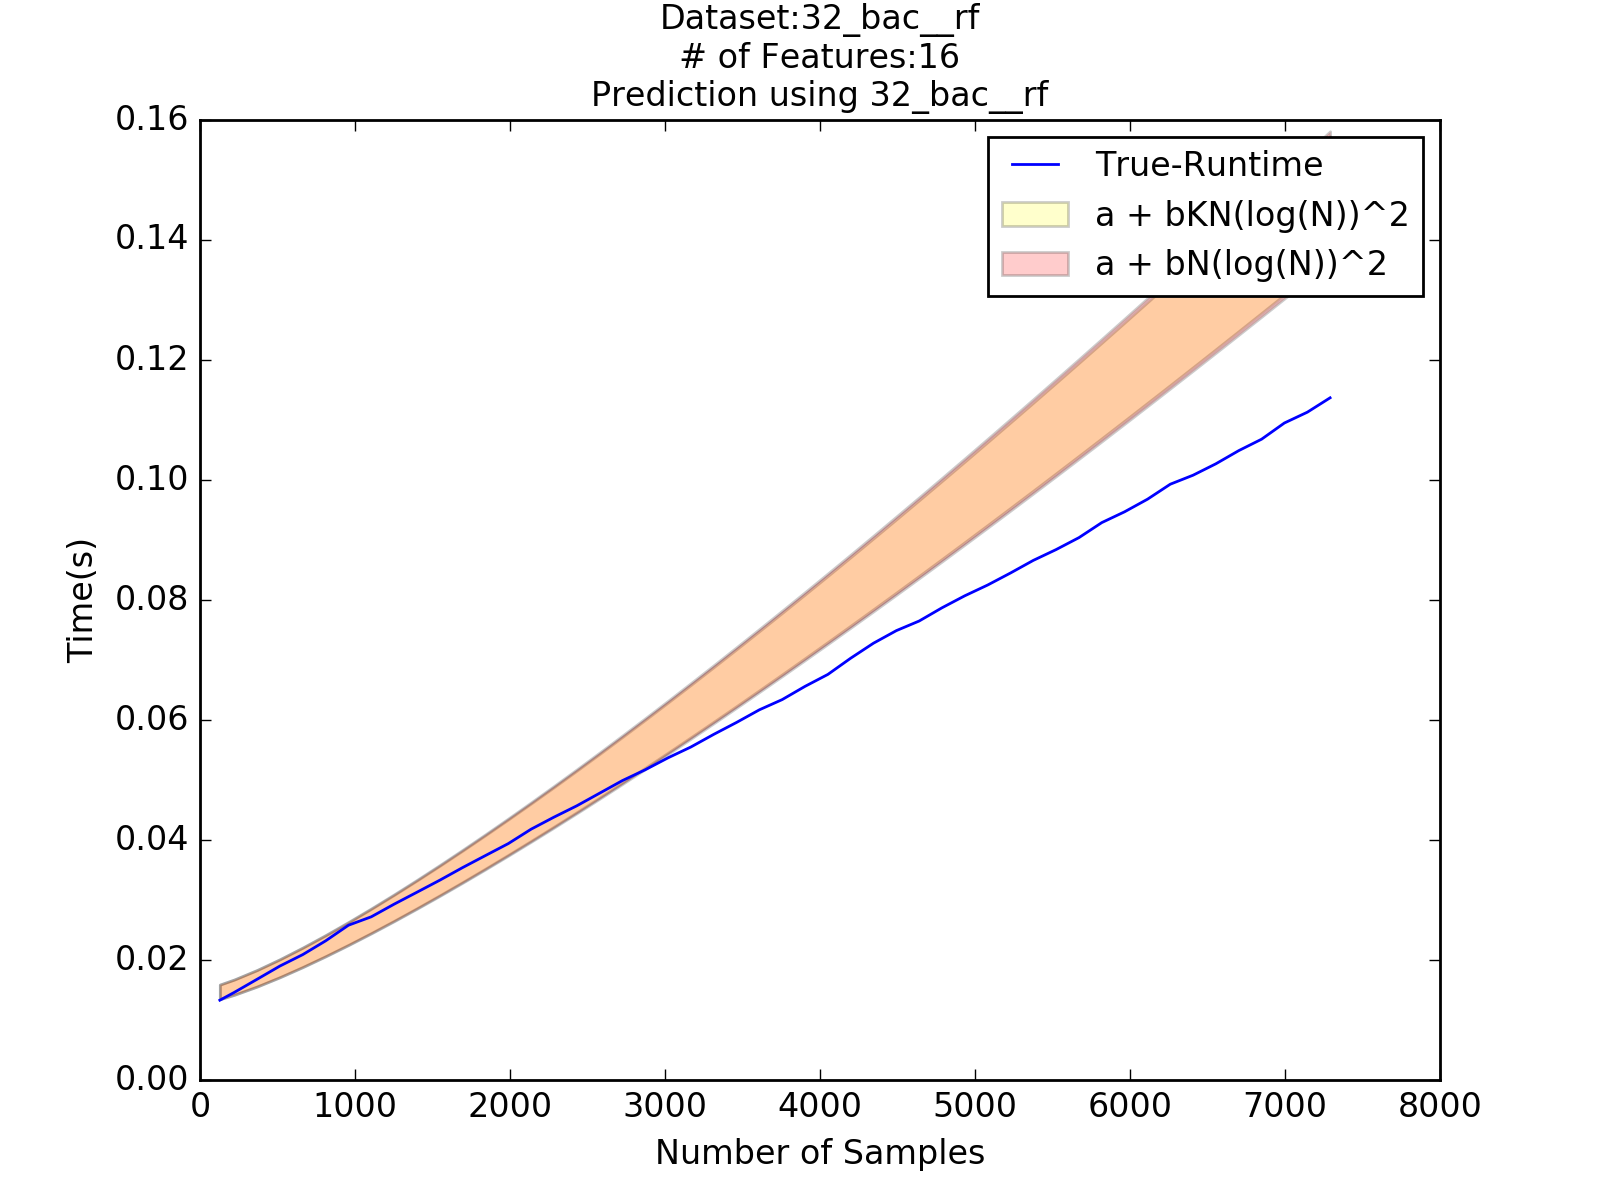 Dataset:32_bac__rf
# of Features:16
Prediction using 32_bac__rf
0.16
0.14
0.12
0.10
0.08
0.06
0.04
0.02
0.00
Time(s)
True-Runtime
a + bKN(log(N))^2
a + bN(log(N))^2
0 1000 2000 3000 4000 5000 6000 7000 8000
Number of Samples